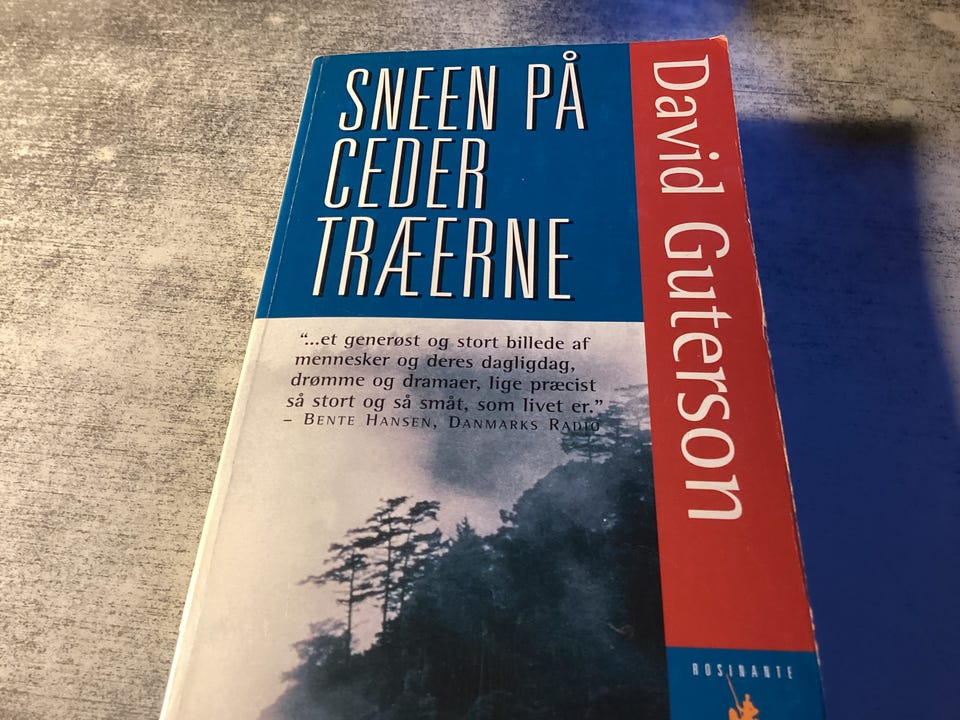 SNEEN PÅ
CEDER
TRÆERNE
David Guterson
“...et generøst og stort billede af
mennesker og deres dagligdag,
drømme og dramaer, lige præcist
så stort og så småt, som livet er.”
– BENTE HANSEN, DANMARKS RADIO
ROSINANTE